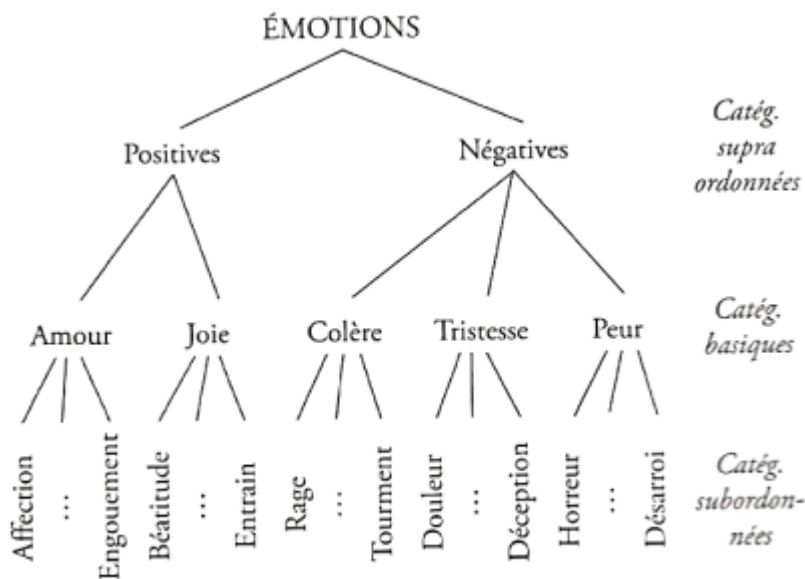 ÉMOTIONS
Positives
Négatives
Catég.
supra
ordonnées
Amour
Joie
Colère
Tristesse
Peur
Catég.
basiques
Affection
...
Engouement
Béatitude
...
Entrain
Rage
...
Tourment
Douleur
...
Déception
Horreur
...
Désarroi
Catég.
subordon-
nées